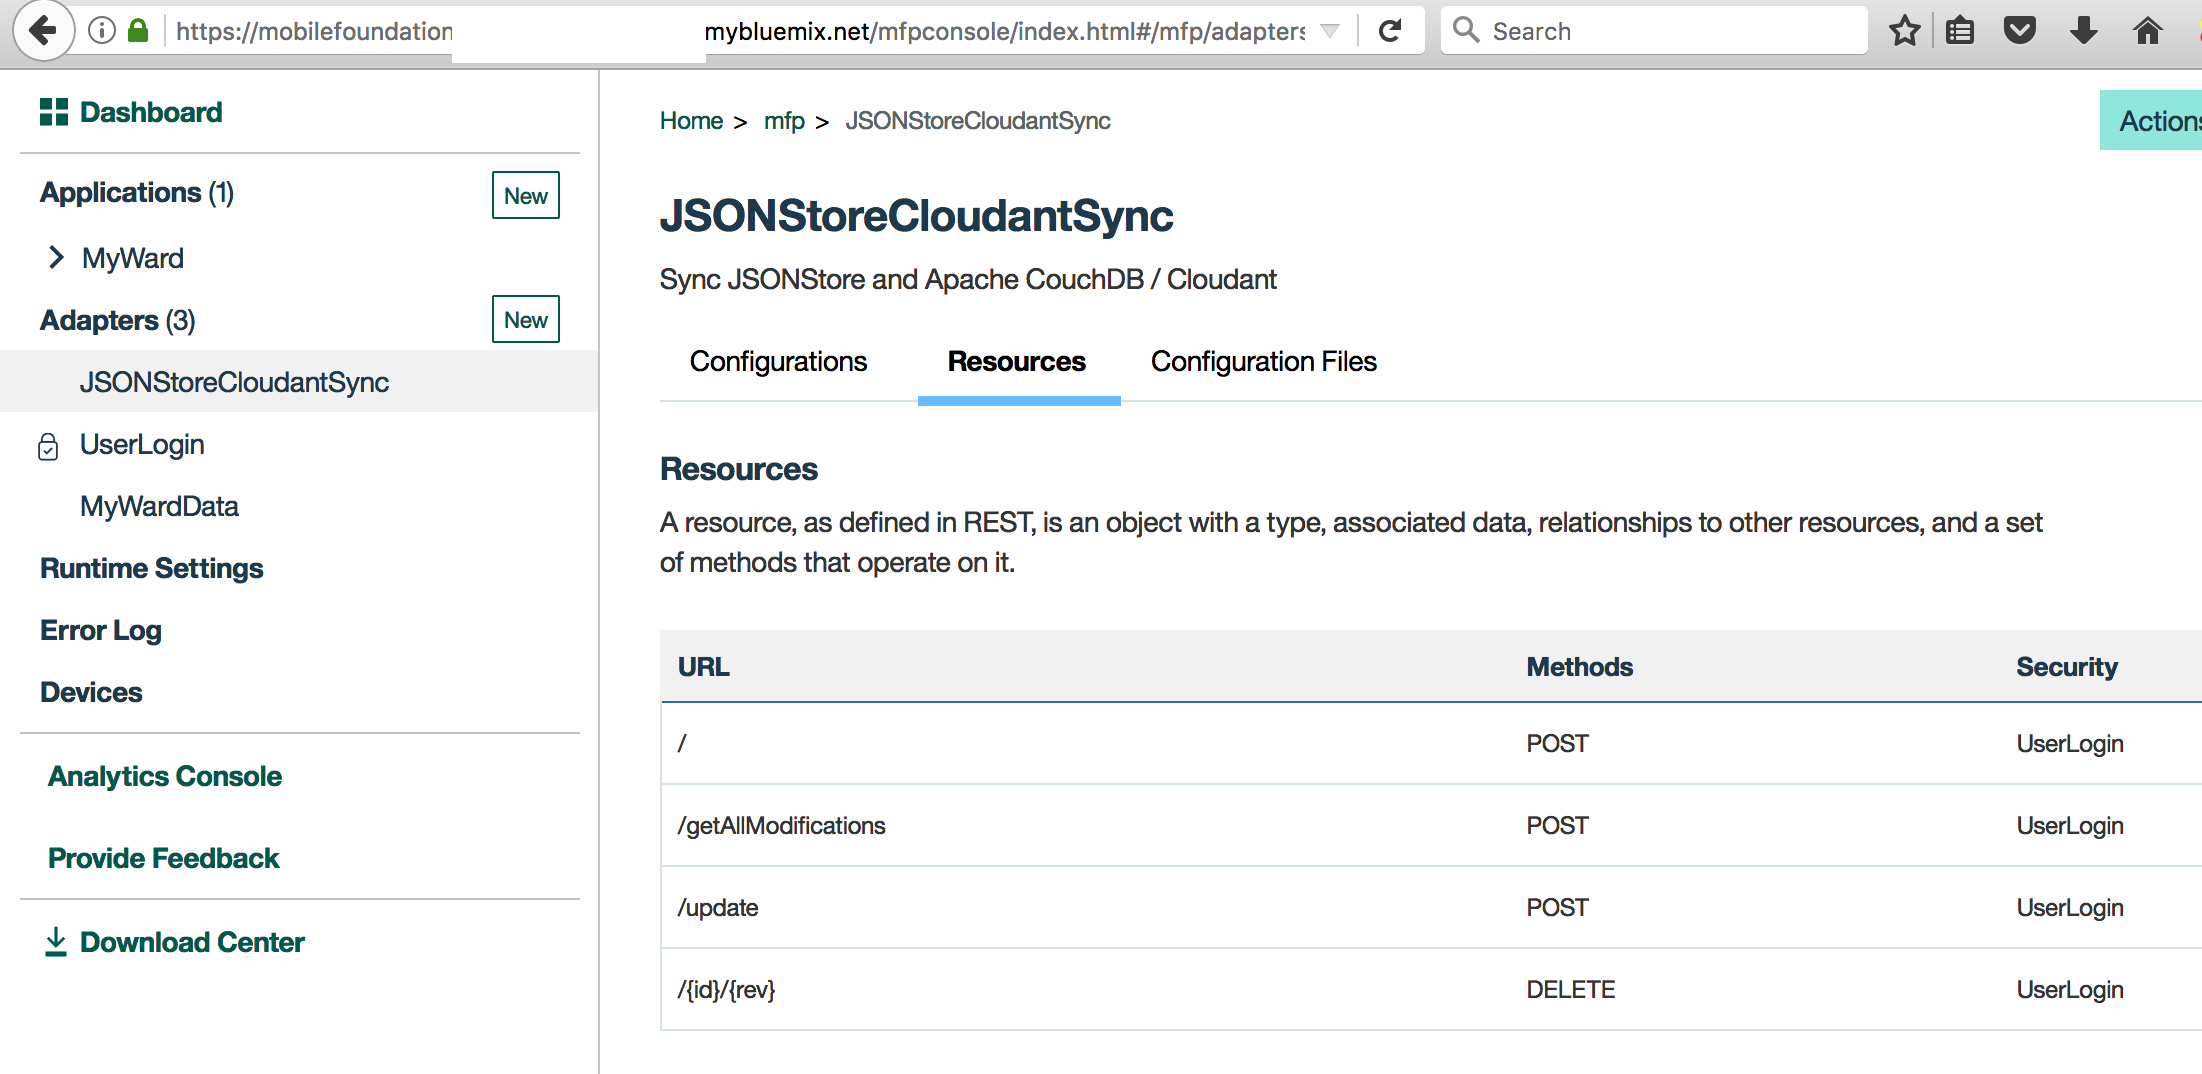 https://mobilefoundation mybluemix.net/mfpconsole/index.html#/mfp/adapters
Search
Dashboard
Applications (1) New
MyWard
Adapters (3) New
JSONStoreCloudantSync
UserLogin
MyWardData
Runtime Settings
Error Log
Devices
Analytics Console
Provide Feedback
Download Center
Home > mfp > JSONStoreCloudantSync
Actions
JSONStoreCloudantSync
Sync JSONStore and Apache CouchDB / Cloudant
Configurations Resources Configuration Files
Resources
A resource, as defined in REST, is an object with a type, associated data, relationships to other resources, and a set
of methods that operate on it.
URL Methods Security
/ POST UserLogin
/getAllModifications POST UserLogin
/update POST UserLogin
/{id}/{rev} DELETE UserLogin